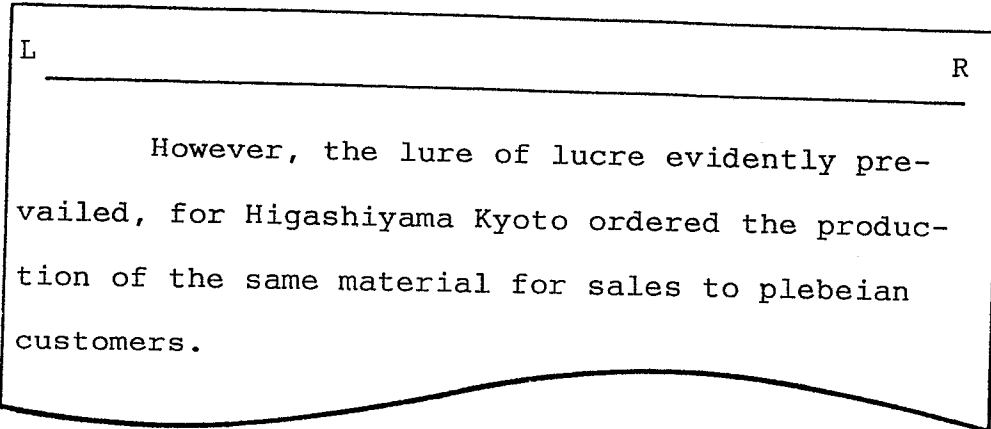 L R
However, the lure of lucre evidently pre-
vailed, for Higashiyama Kyoto ordered the produc-
tion of the same material for sales to plebeian
customers.